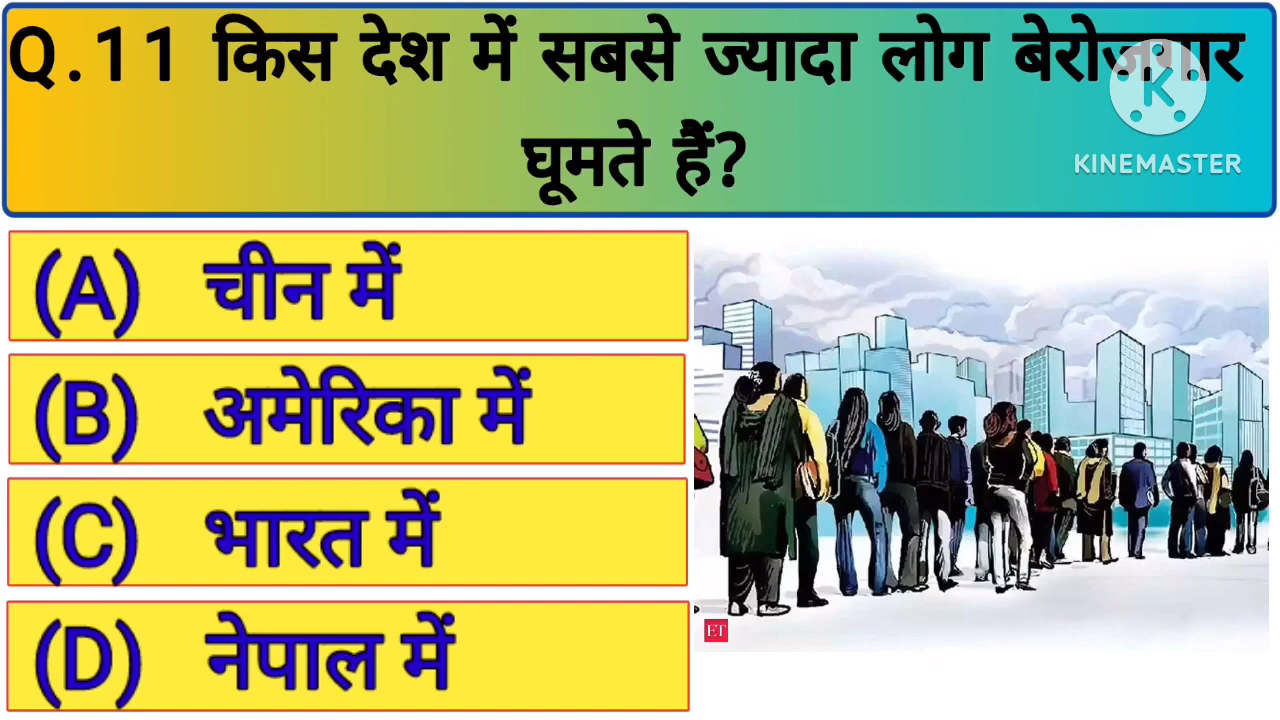 Q.11 किस देश में सबसे ज्यादा लोग बेरोजगार
घूमते हैं?
KINEMASTER
(A) चीन में
(B) अमेरिका में
(C) भारत में
(D) नेपाल में
ET